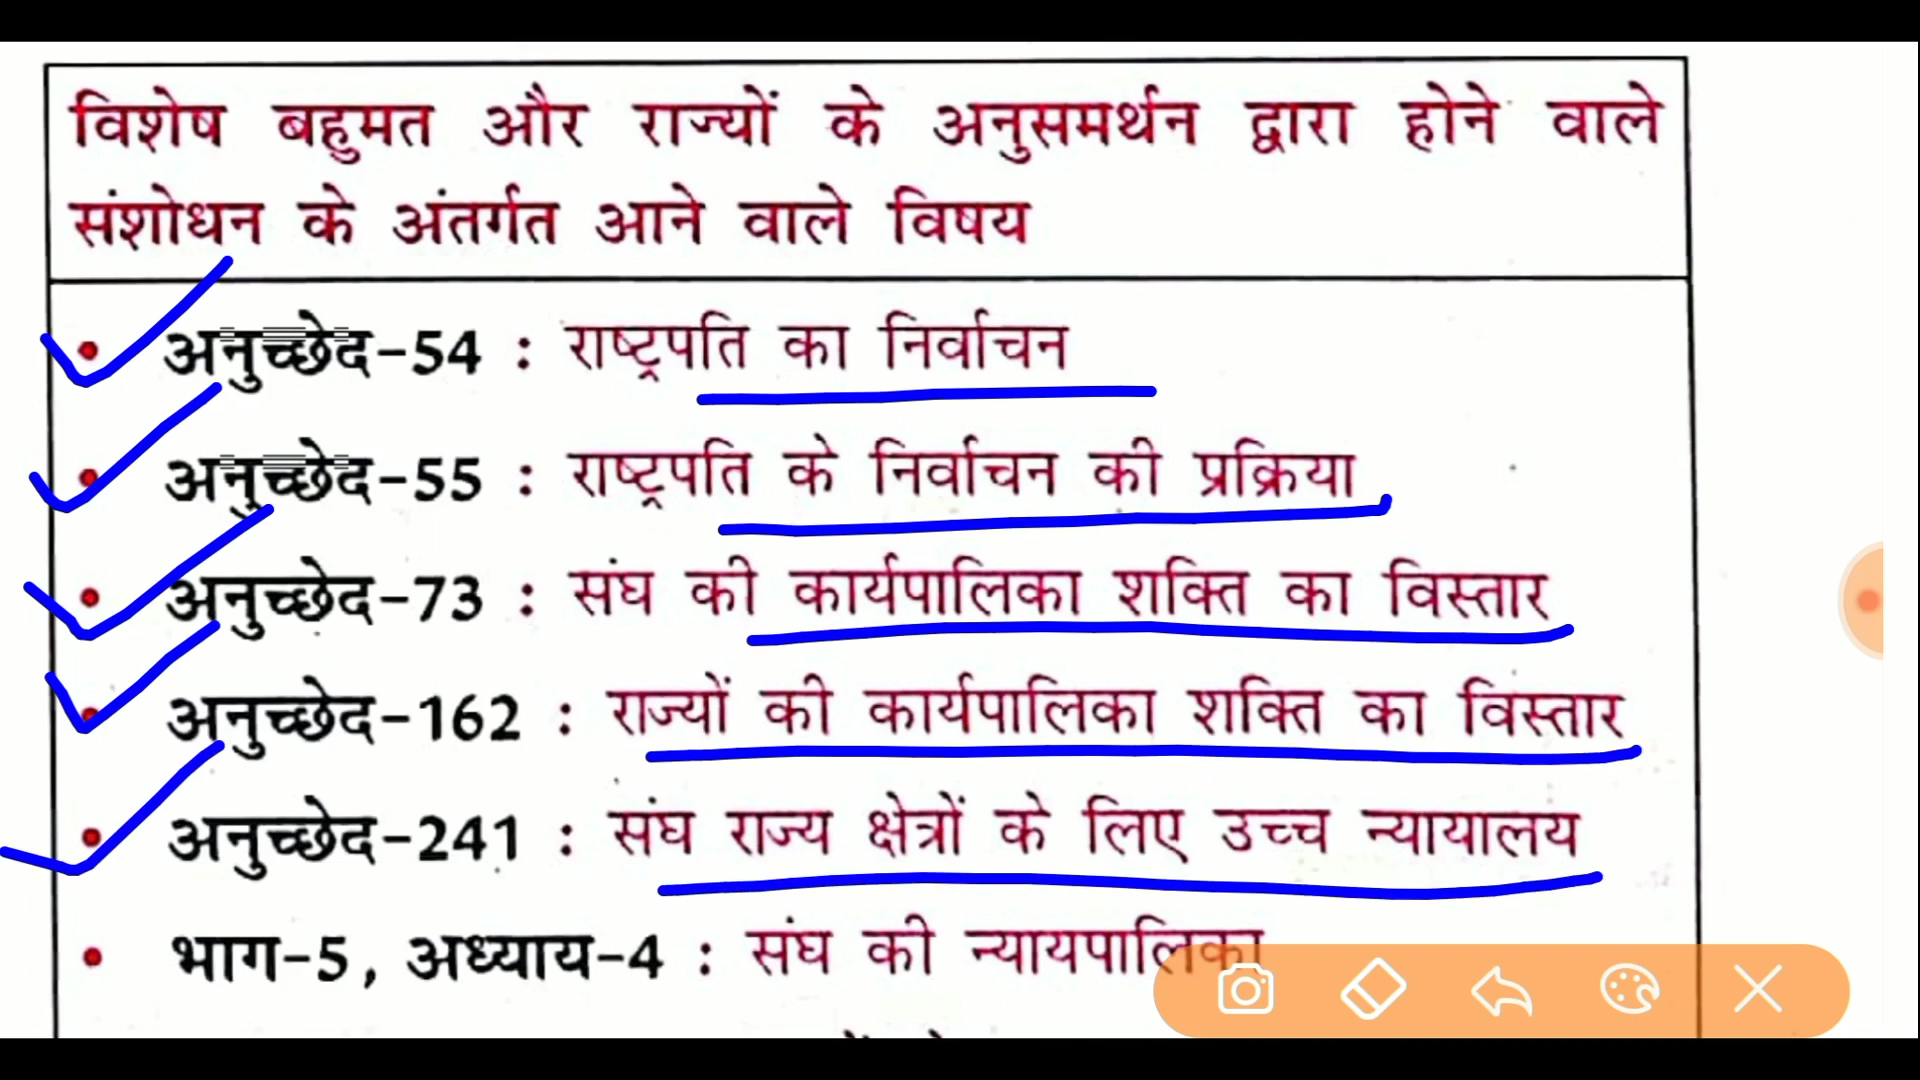 विशेष बहुमत और राज्यों के अनुसमर्थन द्वारा होने वाले
संशोधन के अंतर्गत आने वाले विषय
• अनुच्छेद-54 : राष्ट्रपति का निर्वाचन
• अनुच्छेद-55 : राष्ट्रपति के निर्वाचन की प्रक्रिया
• अनुच्छेद-73 : संघ की कार्यपालिका शक्ति का विस्तार
• अनुच्छेद-162 : राज्यों की कार्यपालिका शक्ति का विस्तार
• अनुच्छेद-241 : संघ राज्य क्षेत्रों के लिए उच्च न्यायालय
• भाग-5, अध्याय-4 : संघ की न्यायपालिका